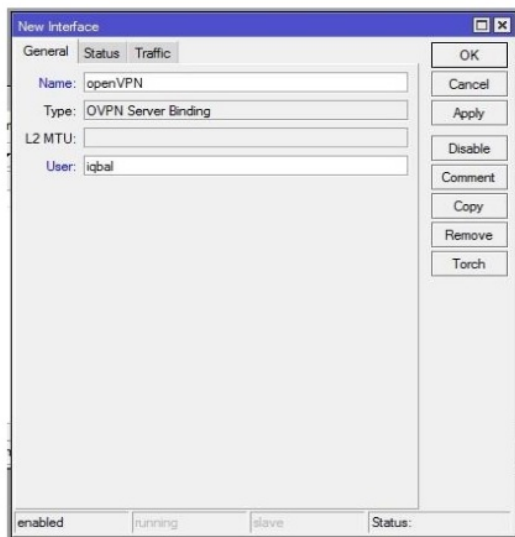 New Interface
General Status Traffic
Name: openVPN
Type: OVPN Server Binding
L2 MTU:
User: iqbal
OK
Cancel
Apply
Disable
Comment
Copy
Remove
Torch
enabled running slave Status: